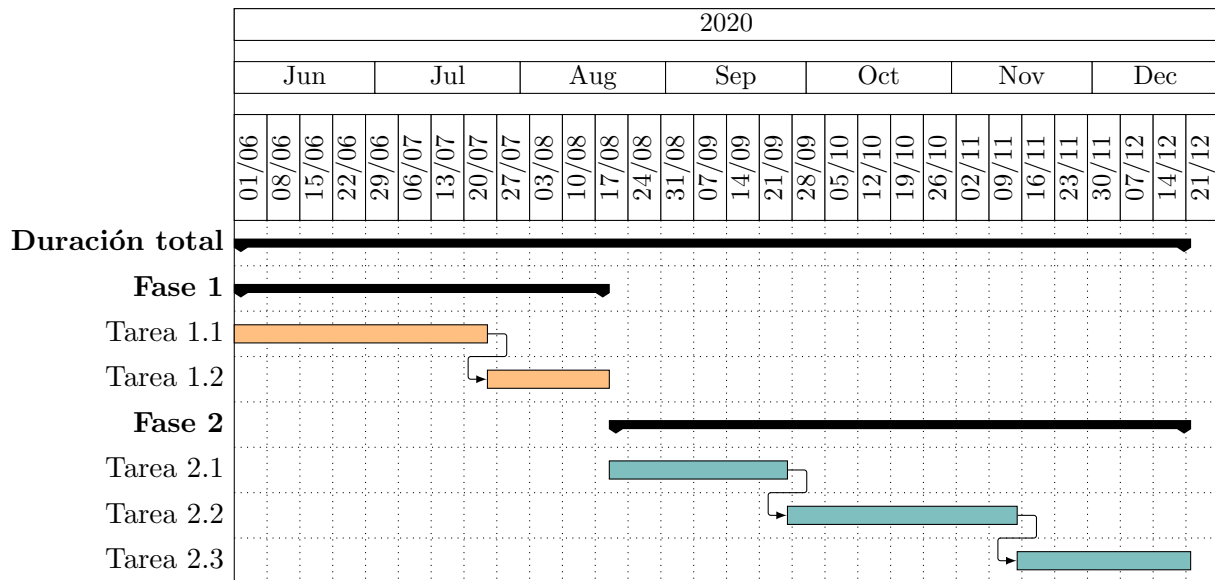 2020
Jun Jul Aug Sep Oct Nov Dec
01/06 08/06 15/06 22/06 29/06 06/07 13/07 20/07 27/07 03/08 10/08 17/08 24/08 31/08 07/09 14/09 21/09 28/09 05/10 12/10 19/10 26/10 02/11 09/11 16/11 23/11 30/11 07/12 14/12 21/12
Duración total
Fase 1
Tarea 1.1
Tarea 1.2
Fase 2
Tarea 2.1
Tarea 2.2
Tarea 2.3